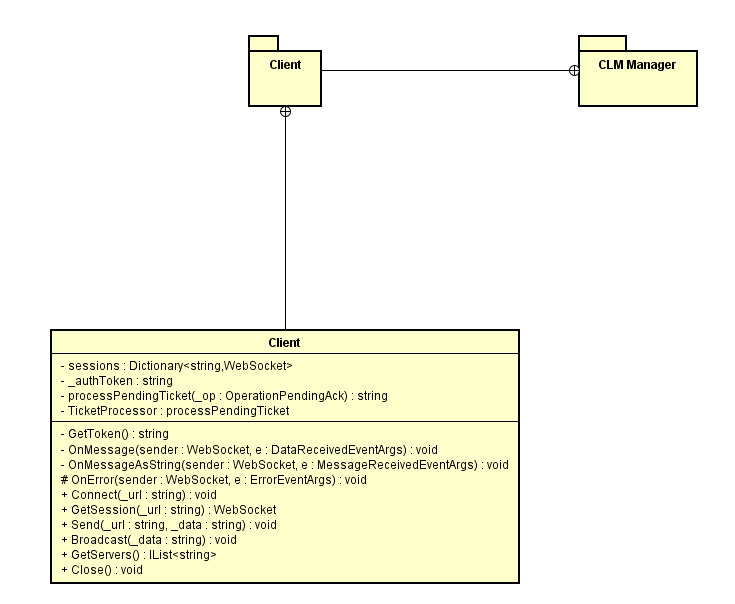 Client
CLM Manager
Client
- sessions : Dictionary<string,WebSocket>
- _authToken : string
- processPendingTicket(_op : OperationPendingAck) : string
- TicketProcessor : processPendingTicket
- GetToken() : string
- OnMessage(sender : WebSocket, e : DataReceivedEventArgs) : void
- OnMessageAsString(sender : WebSocket, e : MessageReceivedEventArgs) : void
# OnError(sender : WebSocket, e : ErrorEventArgs) : void
+ Connect(_url : string) : void
+ GetSession(_url : string) : WebSocket
+ Send(_url : string, _data : string) : void
+ Broadcast(_data : string) : void
+ GetServers() : IList<string>
+ Close() : void